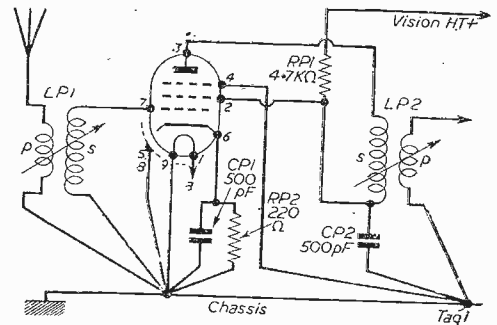 Vision H.T.+
LP1
3
RP1
4·7KΩ
LP2
4
2
7
6
p
s
5
8
9
1
3
CP1
500
pF
RP2
220
Ω
s
p
CP2
500pF
Chassis
Tag1